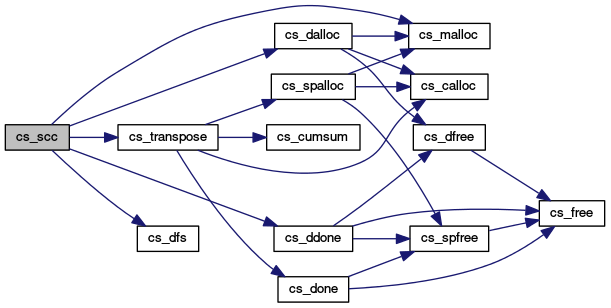 cs_dalloc
cs_malloc
cs_spalloc
cs_calloc
cs_scc
cs_transpose
cs_cumsum
cs_dfree
cs_free
cs_dfs
cs_ddone
cs_spfree
cs_done